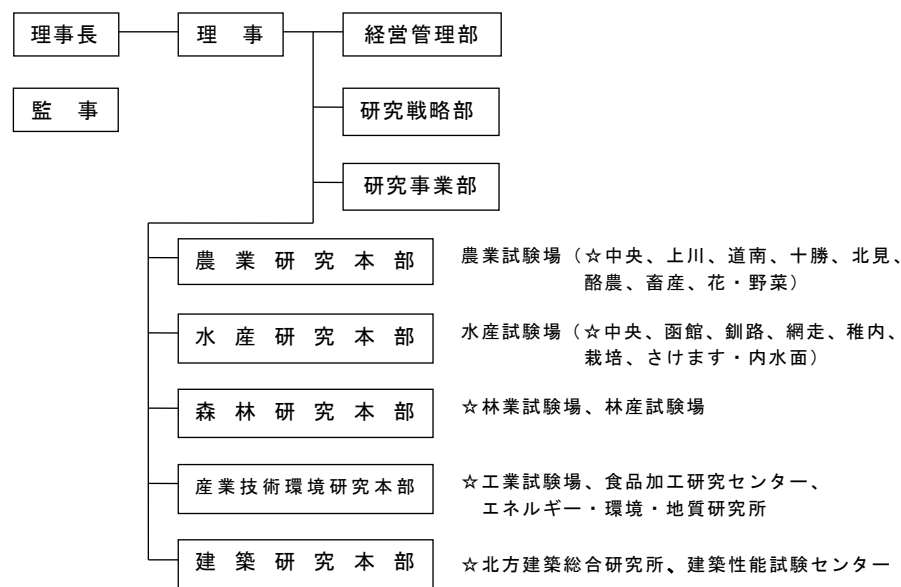 理事長 理　事 経営管理部
監　事 研究戦略部
研究事業部
農業研究本部 農業試験場（☆中央、上川、道南、十勝、北見、
酪農、畜産、花・野菜）
水産研究本部 水産試験場（☆中央、函館、釧路、網走、稚内、
栽培、さけます・内水面）
森林研究本部 ☆林業試験場、林産試験場
産業技術環境研究本部 ☆工業試験場、食品加工研究センター、
エネルギー・環境・地質研究所
建築研究本部 ☆北方建築総合研究所、建築性能試験センター